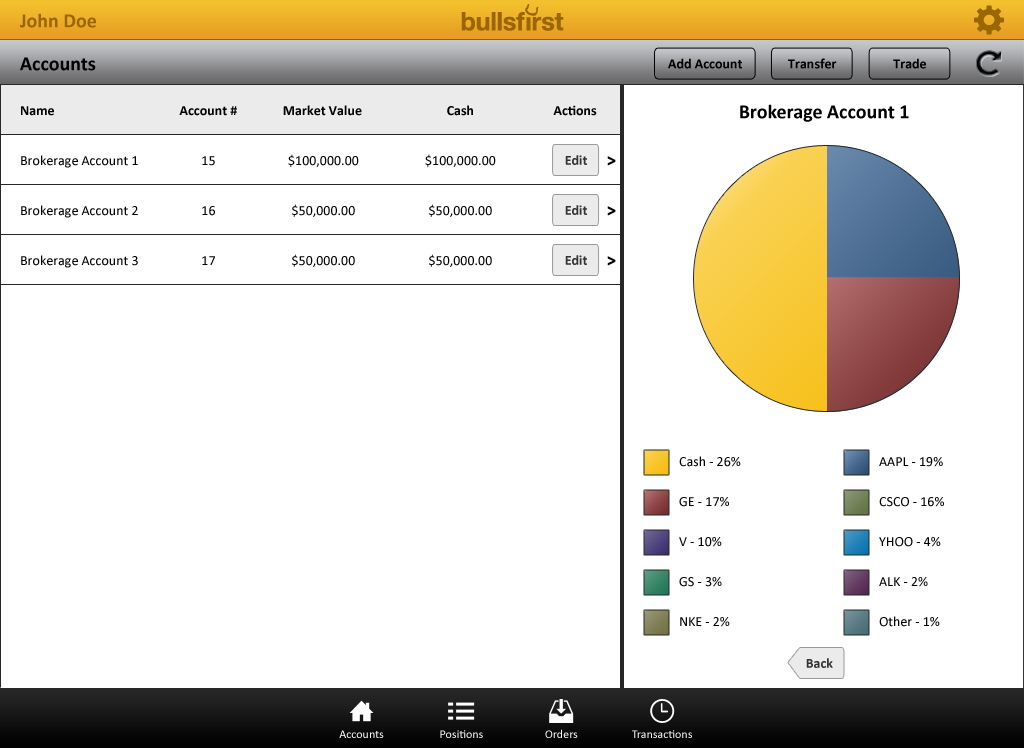 John Doe
bullsfirst
Accounts
Add Account
Transfer
Trade
Name Account # Market Value Cash Actions
Brokerage Account 1 15 $100,000.00 $100,000.00 Edit >
Brokerage Account 2 16 $50,000.00 $50,000.00 Edit >
Brokerage Account 3 17 $50,000.00 $50,000.00 Edit >
Brokerage Account 1
Cash - 26% AAPL - 19%
GE - 17% CSCO - 16%
V - 10% YHOO - 4%
GS - 3% ALK - 2%
NKE - 2% Other - 1%
Back
Accounts Positions Orders Transactions